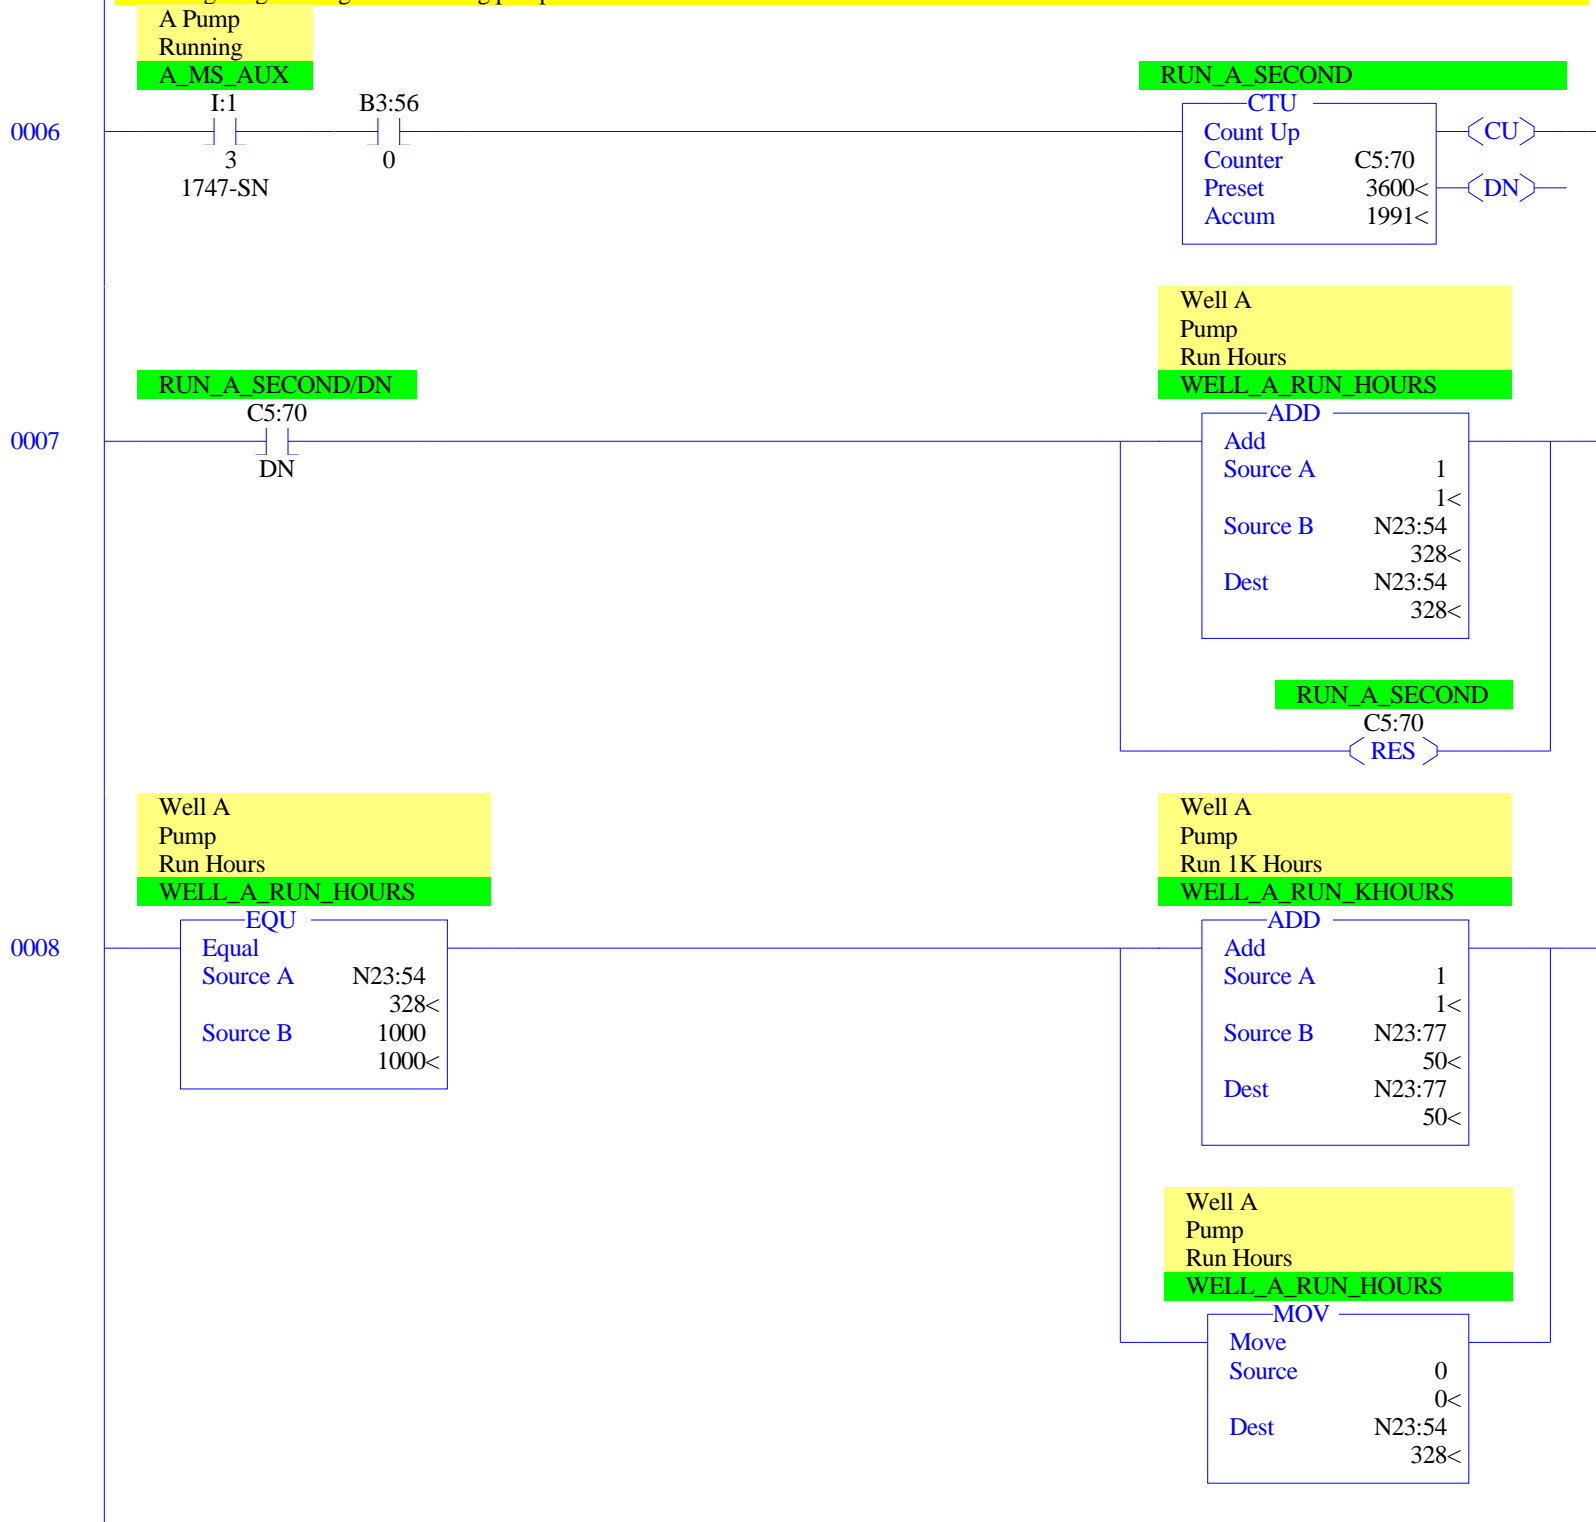 A Pump
Running
A_MS_AUX
I:1
B3:56
0006
3
0
1747-SN
RUN_A_SECOND
CTU
Count Up
CU
Counter C5:70
Preset 3600<
DN
Accum 1991<
Well A
Pump
Run Hours
WELL_A_RUN_HOURS
RUN_A_SECOND/DN
C5:70
0007
DN
ADD
Add
Source A 1
1<
Source B N23:54
328<
Dest N23:54
328<
RUN_A_SECOND
C5:70
RES
Well A
Pump
Run Hours
WELL_A_RUN_HOURS
EQU
0008
Equal
Source A N23:54
328<
Source B 1000
1000<
Well A
Pump
Run 1K Hours
WELL_A_RUN_KHOURS
ADD
Add
Source A 1
1<
Source B N23:77
50<
Dest N23:77
50<
Well A
Pump
Run Hours
WELL_A_RUN_HOURS
MOV
Move
Source 0
0<
Dest N23:54
328<